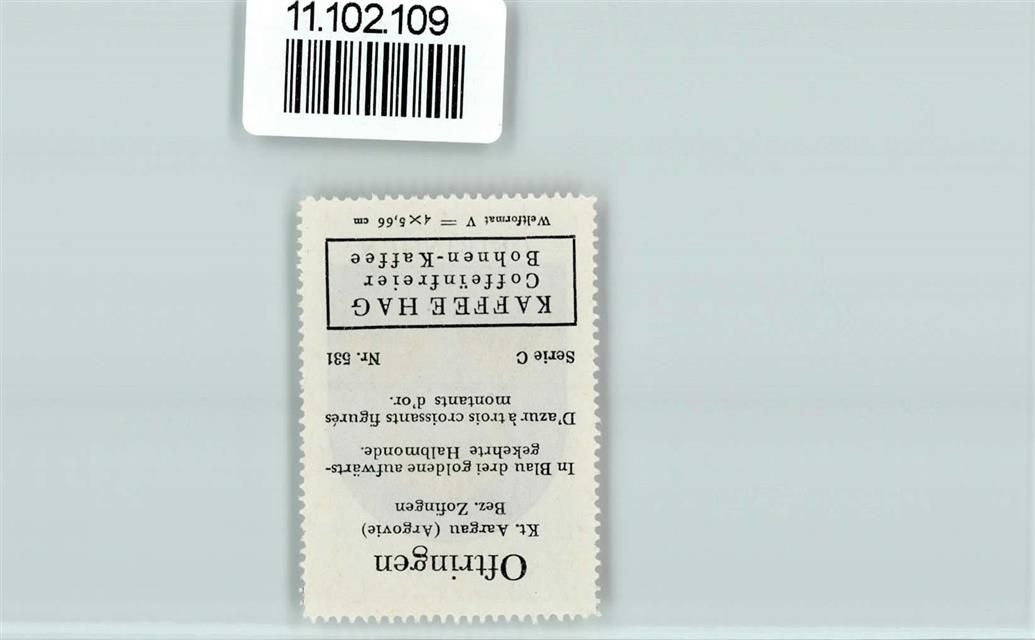 11.102.109
Oftringen
Kt. Aargau (Argovie)
Bez. Zofingen
In Blau drei goldene aufwärts-
gekehrte Halbmonde.
D'azur à trois croissants figurés
montants d'or.
Serie C Nr. 531
KAFFEE HAG
Coffeïnfreier
Bohnen-Kaffee
Weltformat V = 4×5,66 cm